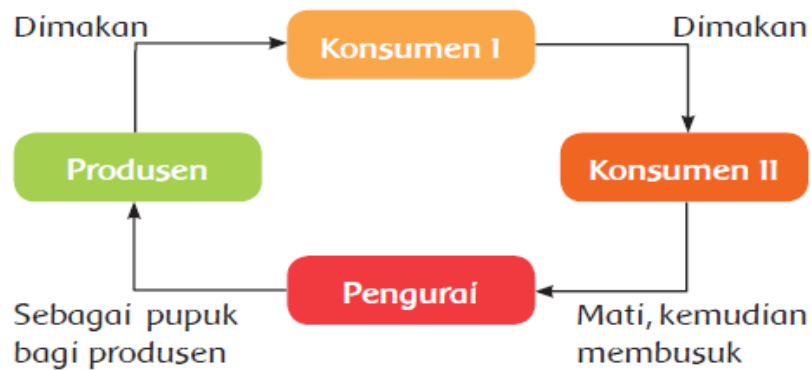 Dimakan
Konsumen I
Dimakan
Produsen
Konsumen II
Pengurai
Sebagai pupuk
bagi produsen
Mati, kemudian
membusuk